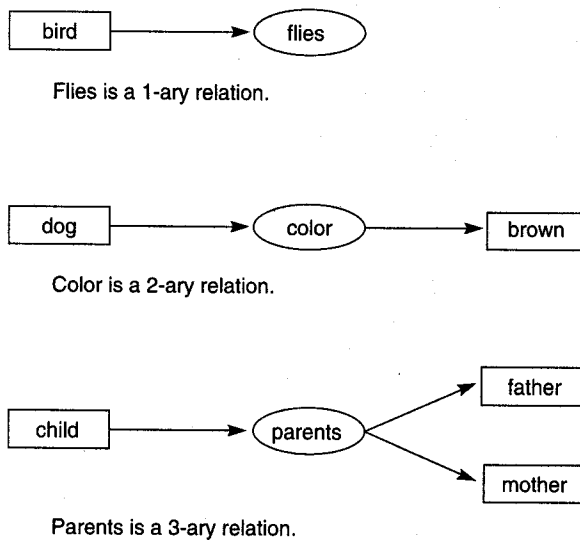 bird flies
Flies is a 1-ary relation.
dog color brown
Color is a 2-ary relation.
father
child parents
mother
Parents is a 3-ary relation.